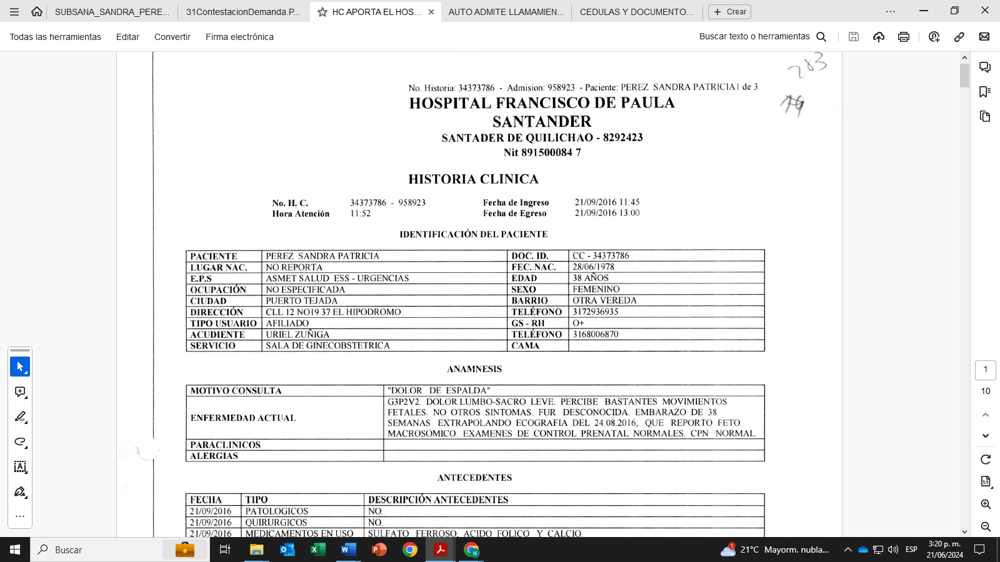 SUBSANA_SANDRA_PERE...
31ContestacionDemanda.P...
HC APORTA EL HOS...
AUTO ADMITE LLAMAMIEN...
CEDULAS Y DOCUMENTO...
Crear
Todas las herramientas
Editar
Convertir
Firma electrónica
Buscar texto o herramientas
283
No. Historia: 34373786 - Admision: 958923 - Paciente: PEREZ SANDRA PATRICIA1 de 3
HOSPITAL FRANCISCO DE PAULA
SANTANDER
SANTADER DE QUILICHAO - 8292423
Nit 891500084 7
HISTORIA CLINICA
No. H. C. 34373786 - 958923 Fecha de Ingreso 21/09/2016 11:45
Hora Atención 11:52 Fecha de Egreso 21/09/2016 13:00
IDENTIFICACIÓN DEL PACIENTE
PACIENTE PEREZ SANDRA PATRICIA DOC. ID. CC - 34373786
LUGAR NAC. NO REPORTA FEC. NAC. 28/06/1978
E.P.S ASMET SALUD ESS - URGENCIAS EDAD 38 AÑOS
OCUPACIÓN NO ESPECIFICADA SEXO FEMENINO
CIUDAD PUERTO TEJADA BARRIO OTRA VEREDA
DIRECCIÓN CLL 12 NO19 37 EL HIPODROMO TELÉFONO 3172936935
TIPO USUARIO AFILIADO GS - RH O+
ACUDIENTE URIEL ZUÑIGA TELÉFONO 3168006870
SERVICIO SALA DE GINECOBSTETRICA CAMA
ANAMNESIS
MOTIVO CONSULTA "DOLOR DE ESPALDA"
ENFERMEDAD ACTUAL G3P2V2. DOLOR LUMBO-SACRO LEVE. PERCIBE BASTANTES MOVIMIENTOS
FETALES. NO OTROS SINTOMAS. FUR DESCONOCIDA. EMBARAZO DE 38
SEMANAS EXTRAPOLANDO ECOGRAFIA DEL 24.08.2016, QUE REPORTO FETO
MACROSOMICO. EXAMENES DE CONTROL PRENATAL NORMALES. CPN NORMAL.
PARACLINICOS
ALERGIAS
ANTECEDENTES
FECHA TIPO DESCRIPCIÓN ANTECEDENTES
21/09/2016 PATOLOGICOS NO.
21/09/2016 QUIRURGICOS NO.
21/09/2016 MEDICAMENTOS EN USO SULFATO FERROSO, ACIDO FOLICO Y CALCIO.
1
10
Buscar
21°C Mayorm. nubla...
ESP
3:20 p. m.
21/06/2024